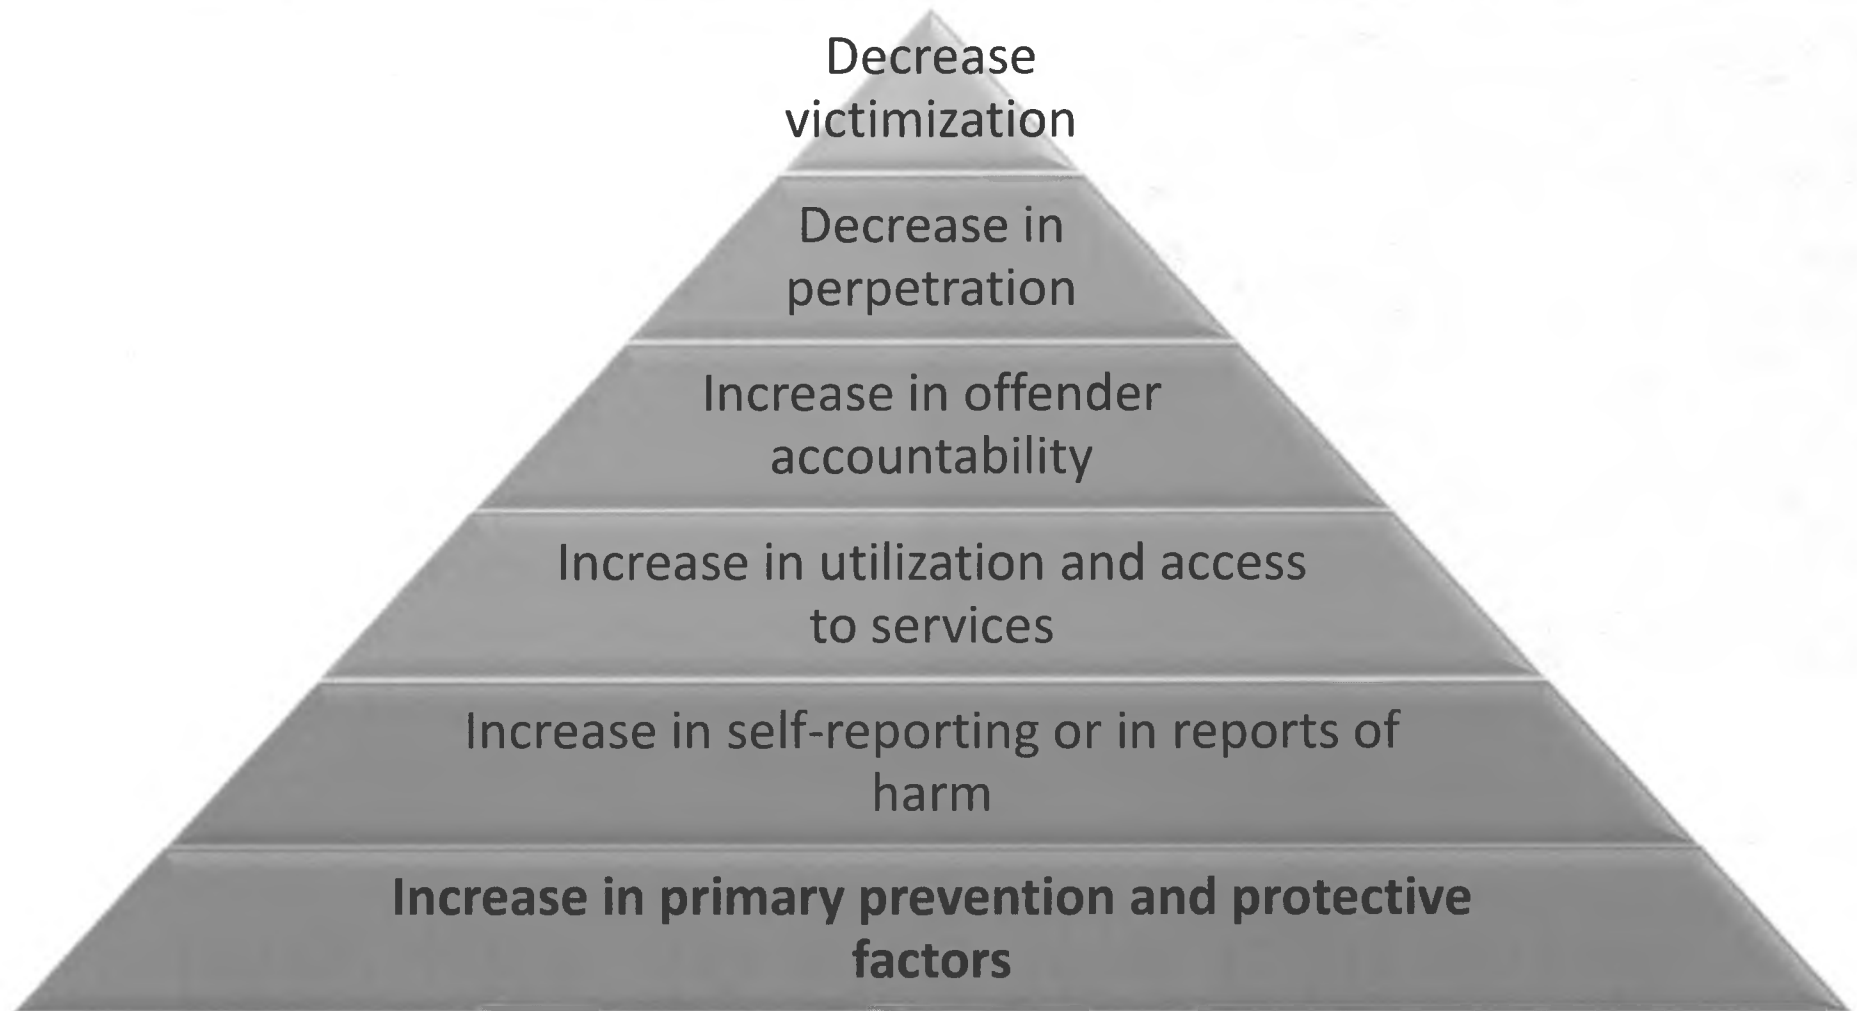 Decrease
victimization
Decrease in
perpetration
Increase in offender
accountability
Increase in utilization and access
to services
Increase in self-reporting or in reports of
harm
Increase in primary prevention and protective
factors